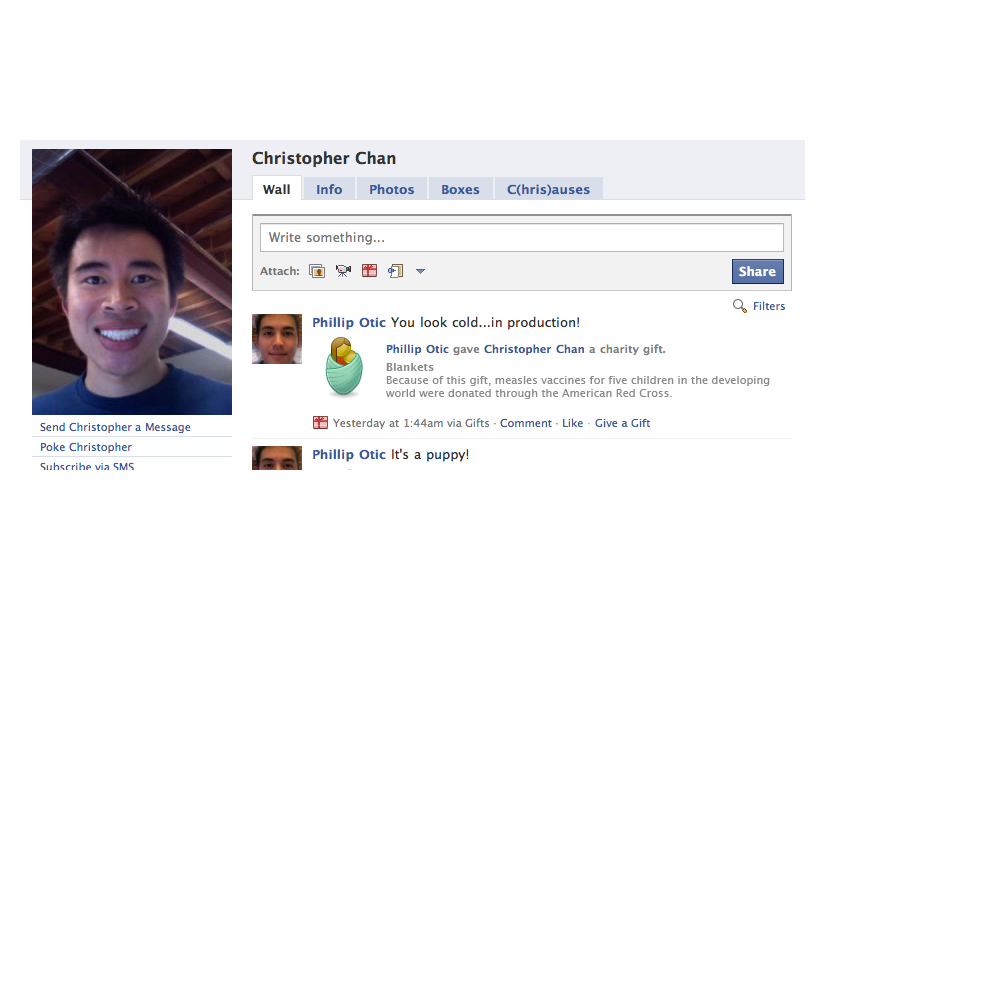 Christopher Chan
Wall Info Photos Boxes C(hris)auses
Write something...
Attach:
Share
Filters
Phillip Otic You look cold...in production!
Phillip Otic gave Christopher Chan a charity gift.
Blankets
Because of this gift, measles vaccines for five children in the developing
world were donated through the American Red Cross.
Yesterday at 1:44am via Gifts · Comment · Like · Give a Gift
Phillip Otic It's a puppy!
Send Christopher a Message
Poke Christopher
Subscribe via SMS